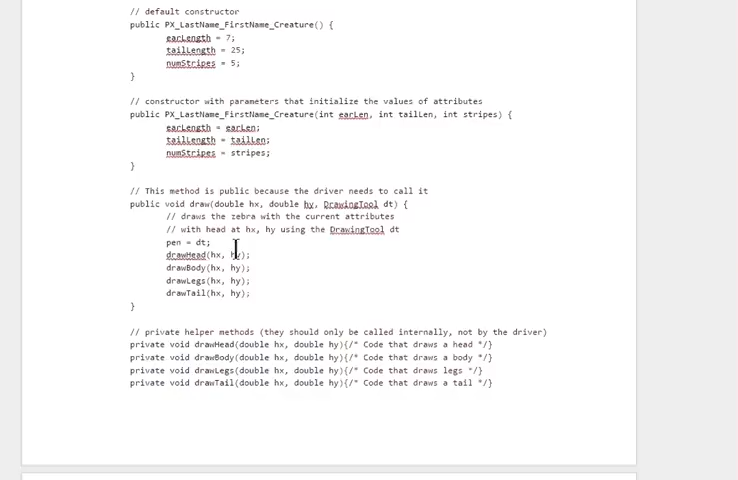 // default constructor
public PX_LastName_FirstName_Creature() {
earLength = 7;
tailLength = 25;
numStripes = 5;
}
// constructor with parameters that initialize the values of attributes
public PX_LastName_FirstName_Creature(int earLen, int tailLen, int stripes) {
earLength = earLen;
tailLength = tailLen;
numStripes = stripes;
}
// This method is public because the driver needs to call it
public void draw(double hx, double hy, DrawingTool dt) {
// draws the zebra with the current attributes
// with head at hx, hy using the DrawingTool dt
pen = dt;
drawHead(hx, hy);
drawBody(hx, hy);
drawLegs(hx, hy);
drawTail(hx, hy);
}
// private helper methods (they should only be called internally, not by the driver)
private void drawHead(double hx, double hy){/* Code that draws a head */}
private void drawBody(double hx, double hy){/* Code that draws a body */}
private void drawLegs(double hx, double hy){/* Code that draws legs */}
private void drawTail(double hx, double hy){/* Code that draws a tail */}